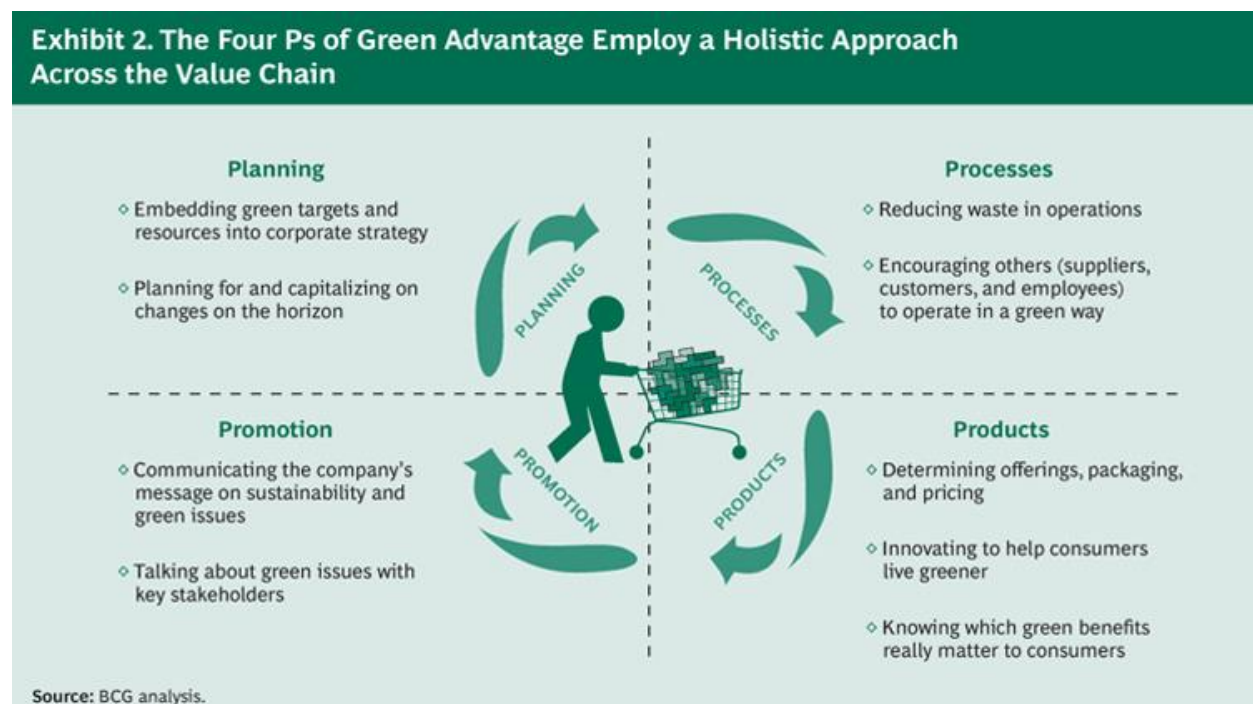 Exhibit 2. The Four Ps of Green Advantage Employ a Holistic Approach
Across the Value Chain
Planning
◇ Embedding green targets and
resources into corporate strategy
◇ Planning for and capitalizing on
changes on the horizon
Processes
◇ Reducing waste in operations
◇ Encouraging others (suppliers,
customers, and employees)
to operate in a green way
PLANNING
PROCESSES
PROMOTION
PRODUCTS
Promotion
◇ Communicating the company's
message on sustainability and
green issues
◇ Talking about green issues with
key stakeholders
Products
◇ Determining offerings, packaging,
and pricing
◇ Innovating to help consumers
live greener
◇ Knowing which green benefits
really matter to consumers
Source: BCG analysis.